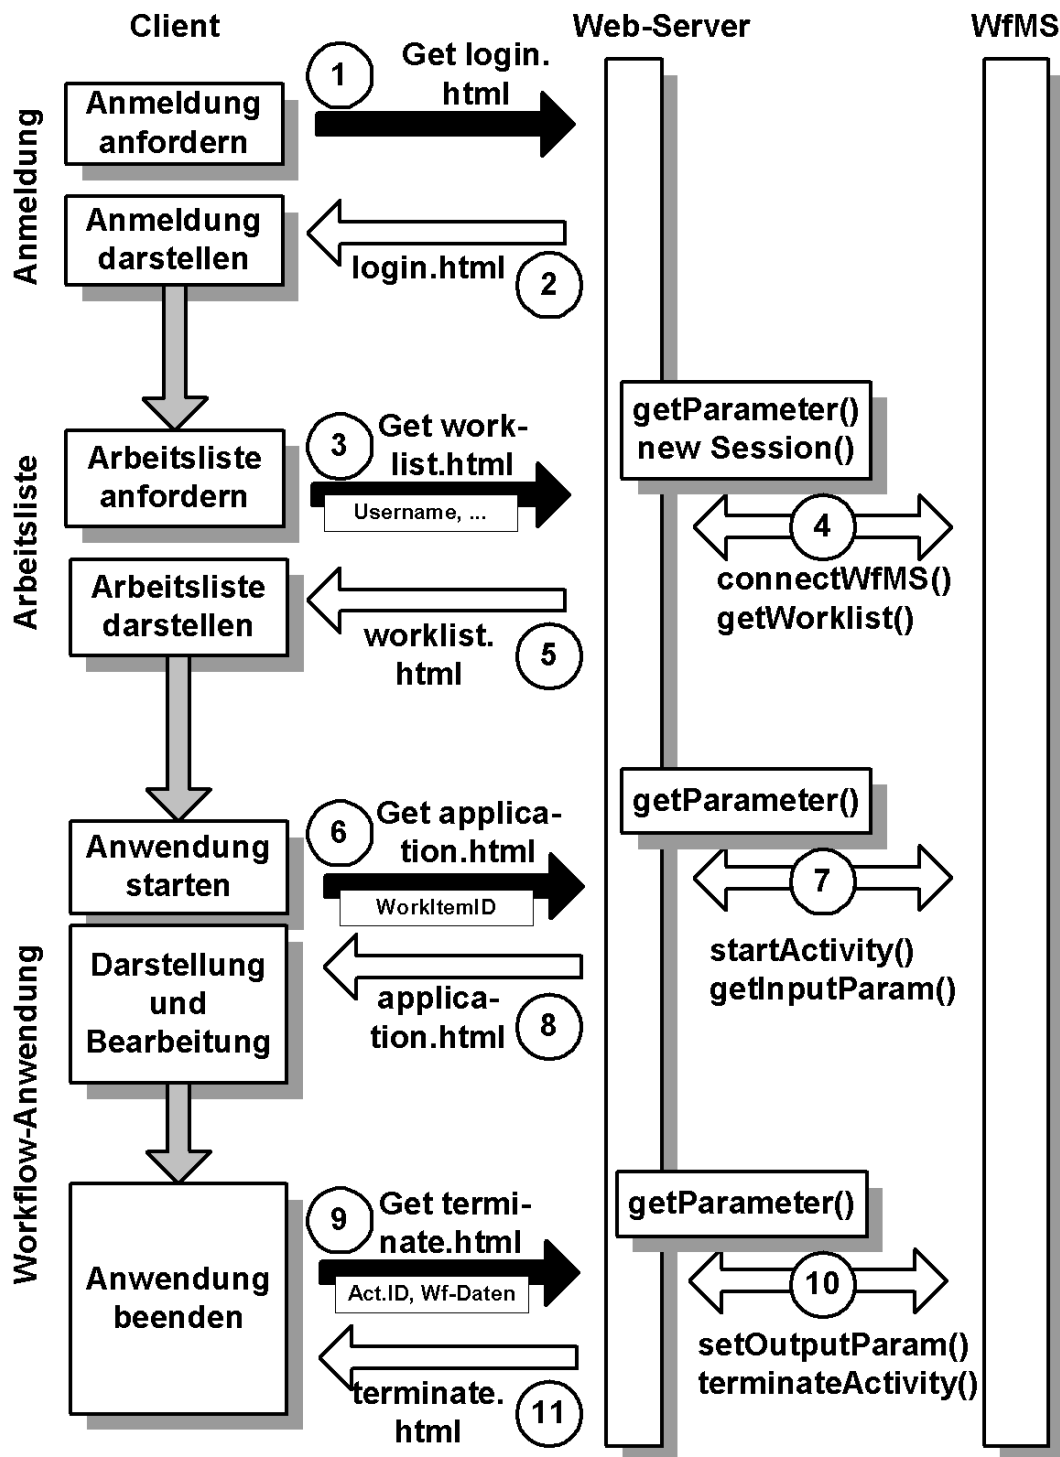 Client
Web-Server
WfMS
Anmeldung
Anmeldung
anfordern
1
Get login.
html
Anmeldung
darstellen
login.html
2
Arbeitsliste
Arbeitsliste
anfordern
3
Get work-
list.html
Username, ...
getParameter()
new Session()
4
connectWfMS()
getWorklist()
Arbeitsliste
darstellen
worklist.
html
5
Workflow-Anwendung
Anwendung
starten
6
Get applica-
tion.html
WorkItemID
getParameter()
7
startActivity()
getInputParam()
Darstellung
und
Bearbeitung
applica-
tion.html
8
Anwendung
beenden
9
Get termi-
nate.html
Act.ID, Wf-Daten
getParameter()
10
setOutputParam()
terminateActivity()
terminate.
html
11